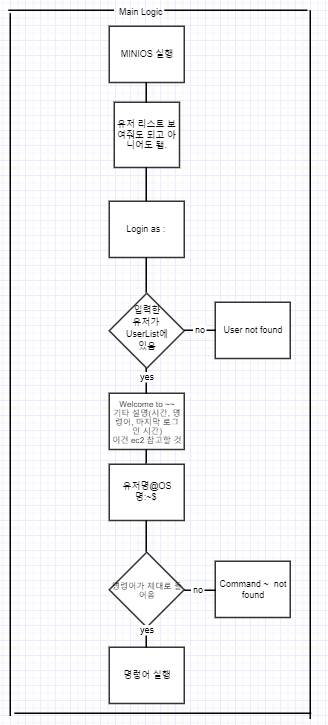 Main Logic
MINIOS 실행
유저 리스트 보
여줘도 되고 아
니어도 됨.
Login as :
입력한
유저가
UserList에
있음
no
User not found
yes
Welcome to ~~
기타 설명(시간, 명
령어, 마지막 로그
인 시간)
이건 ec2 참고할 것
유저명@OS
명:~$
명령어가 제대로 들
어옴
no
Command ~ not
found
yes
명렁어 실행